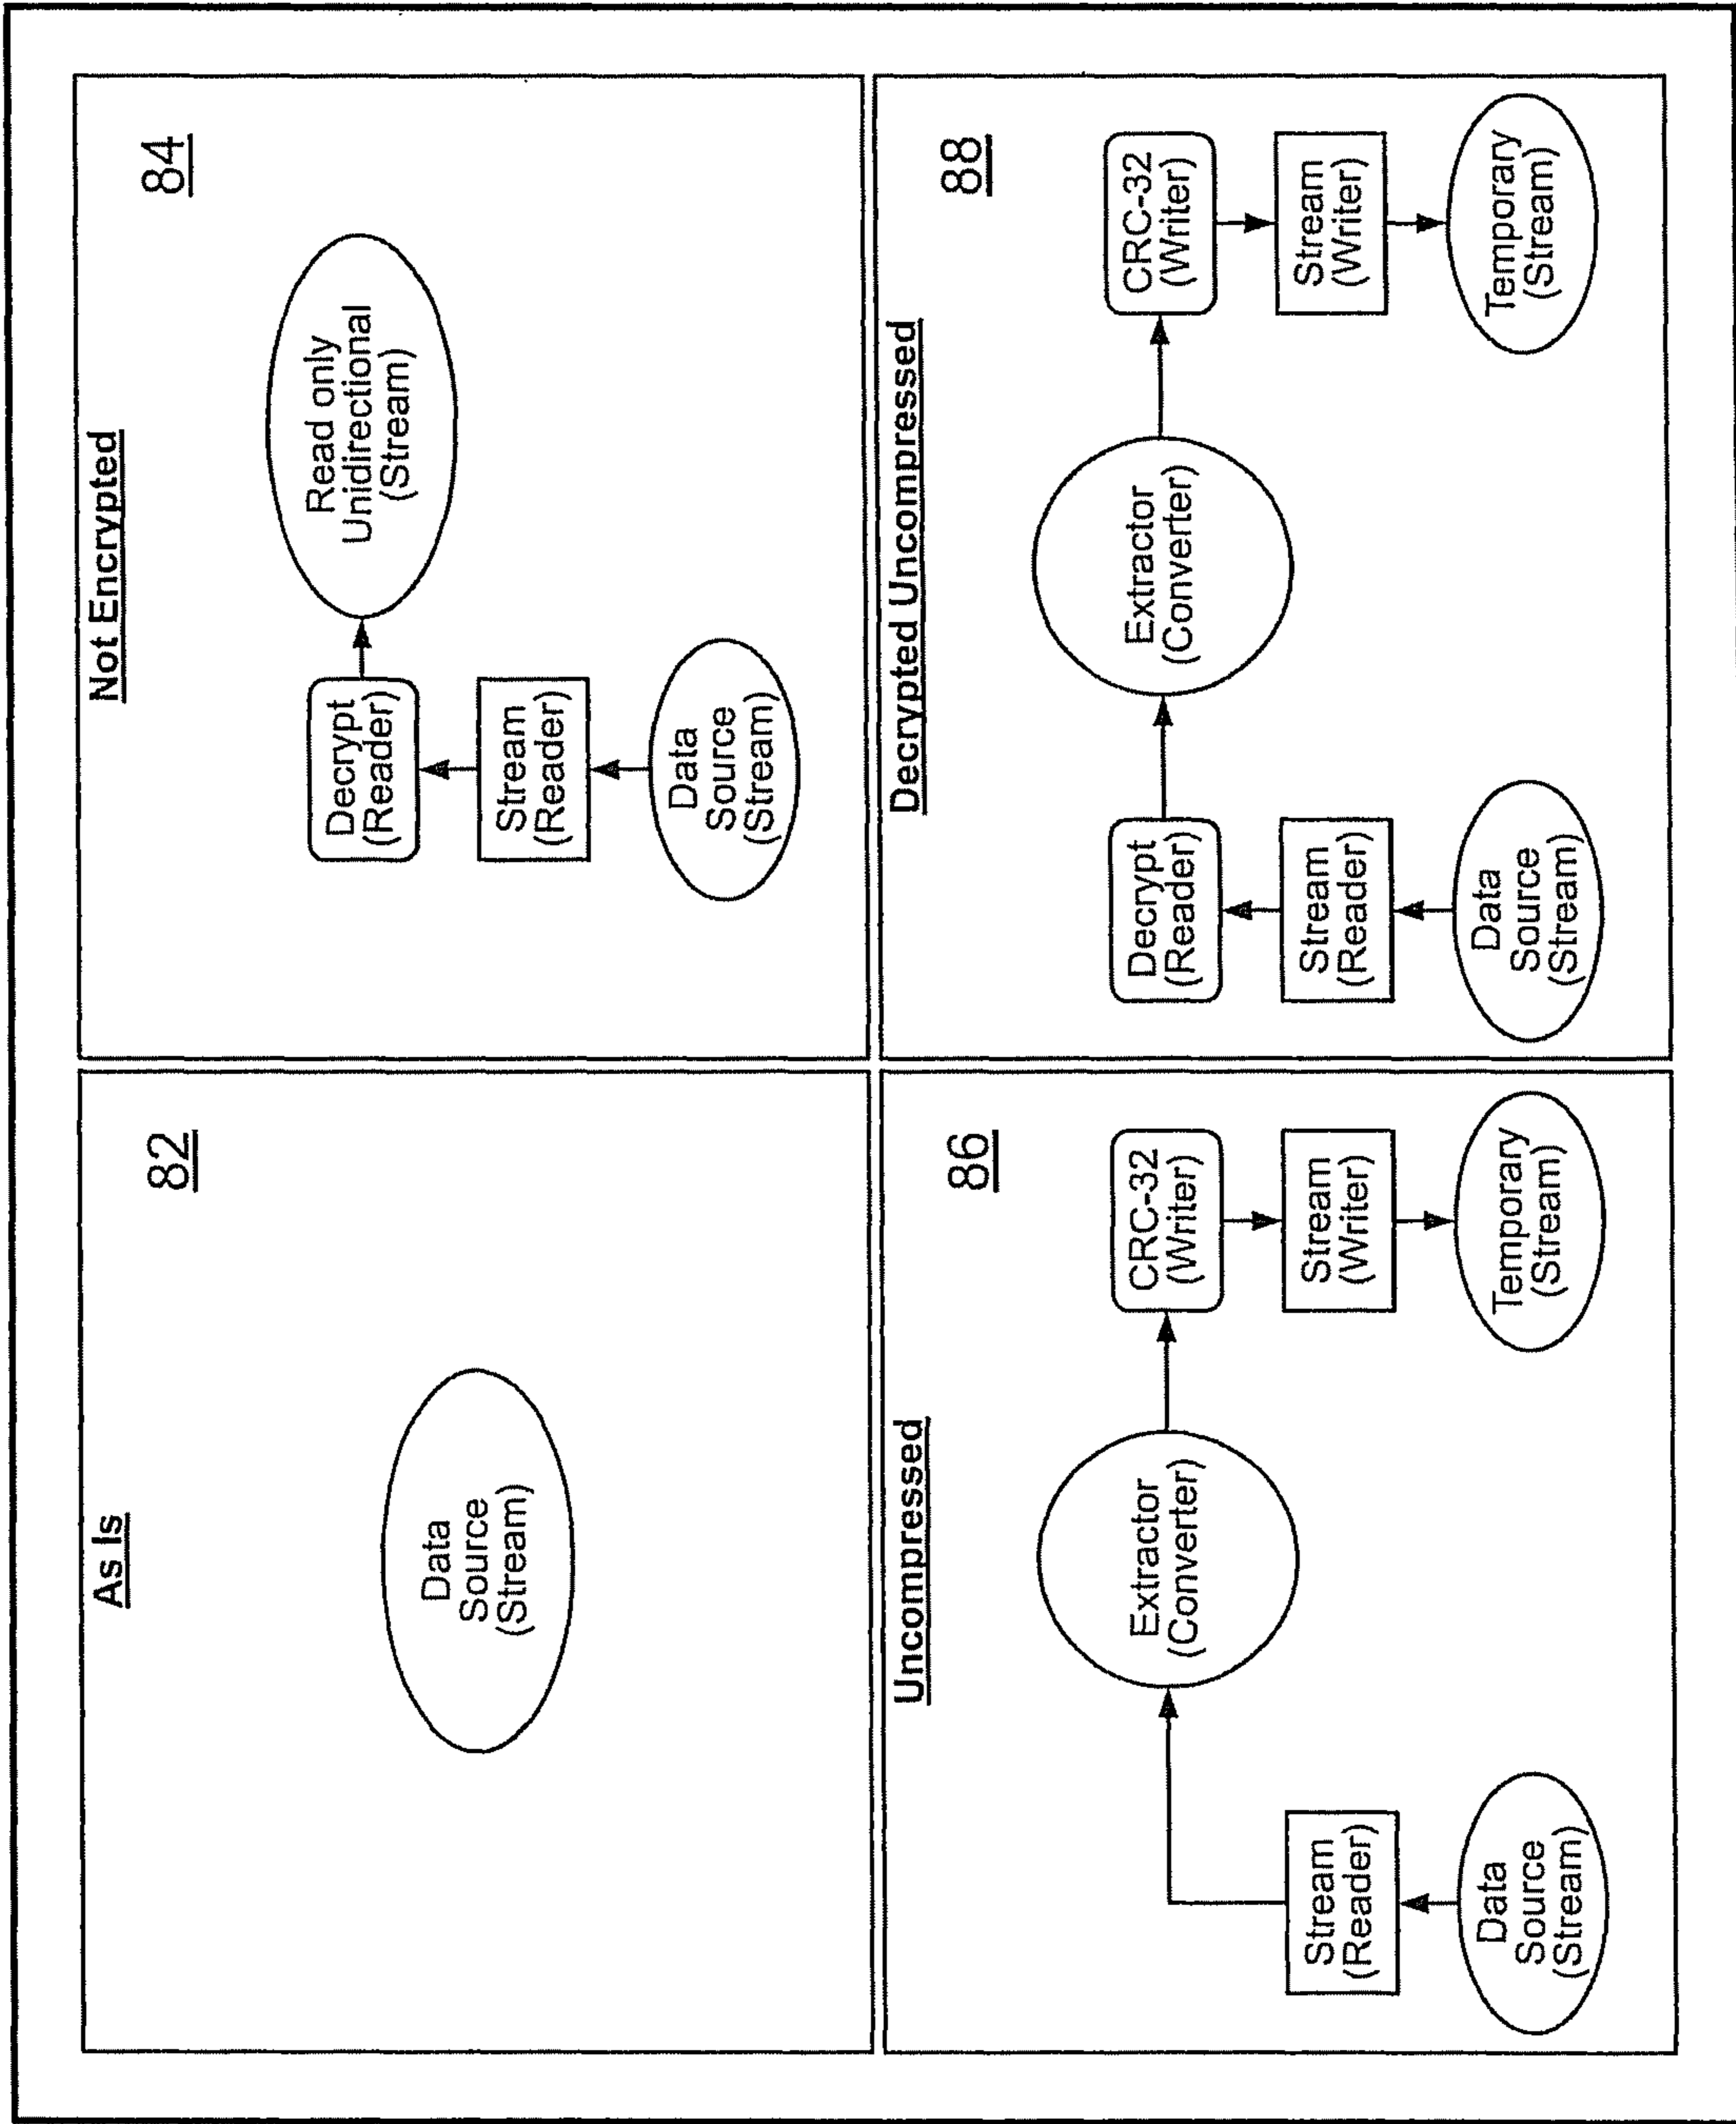 As Is
82
Data
Source
(Stream)
Not Encrypted
84
Decrypt
(Reader)
Read only
Unidirectional
(Stream)
Stream
(Reader)
Data
Source
(Stream)
Uncompressed
86
Extractor
(Converter)
CRC-32
(Writer)
Stream
(Reader)
Stream
(Writer)
Data
Source
(Stream)
Temporary
(Stream)
Decrypted Uncompressed
88
Decrypt
(Reader)
Extractor
(Converter)
CRC-32
(Writer)
Stream
(Reader)
Stream
(Writer)
Data
Source
(Stream)
Temporary
(Stream)